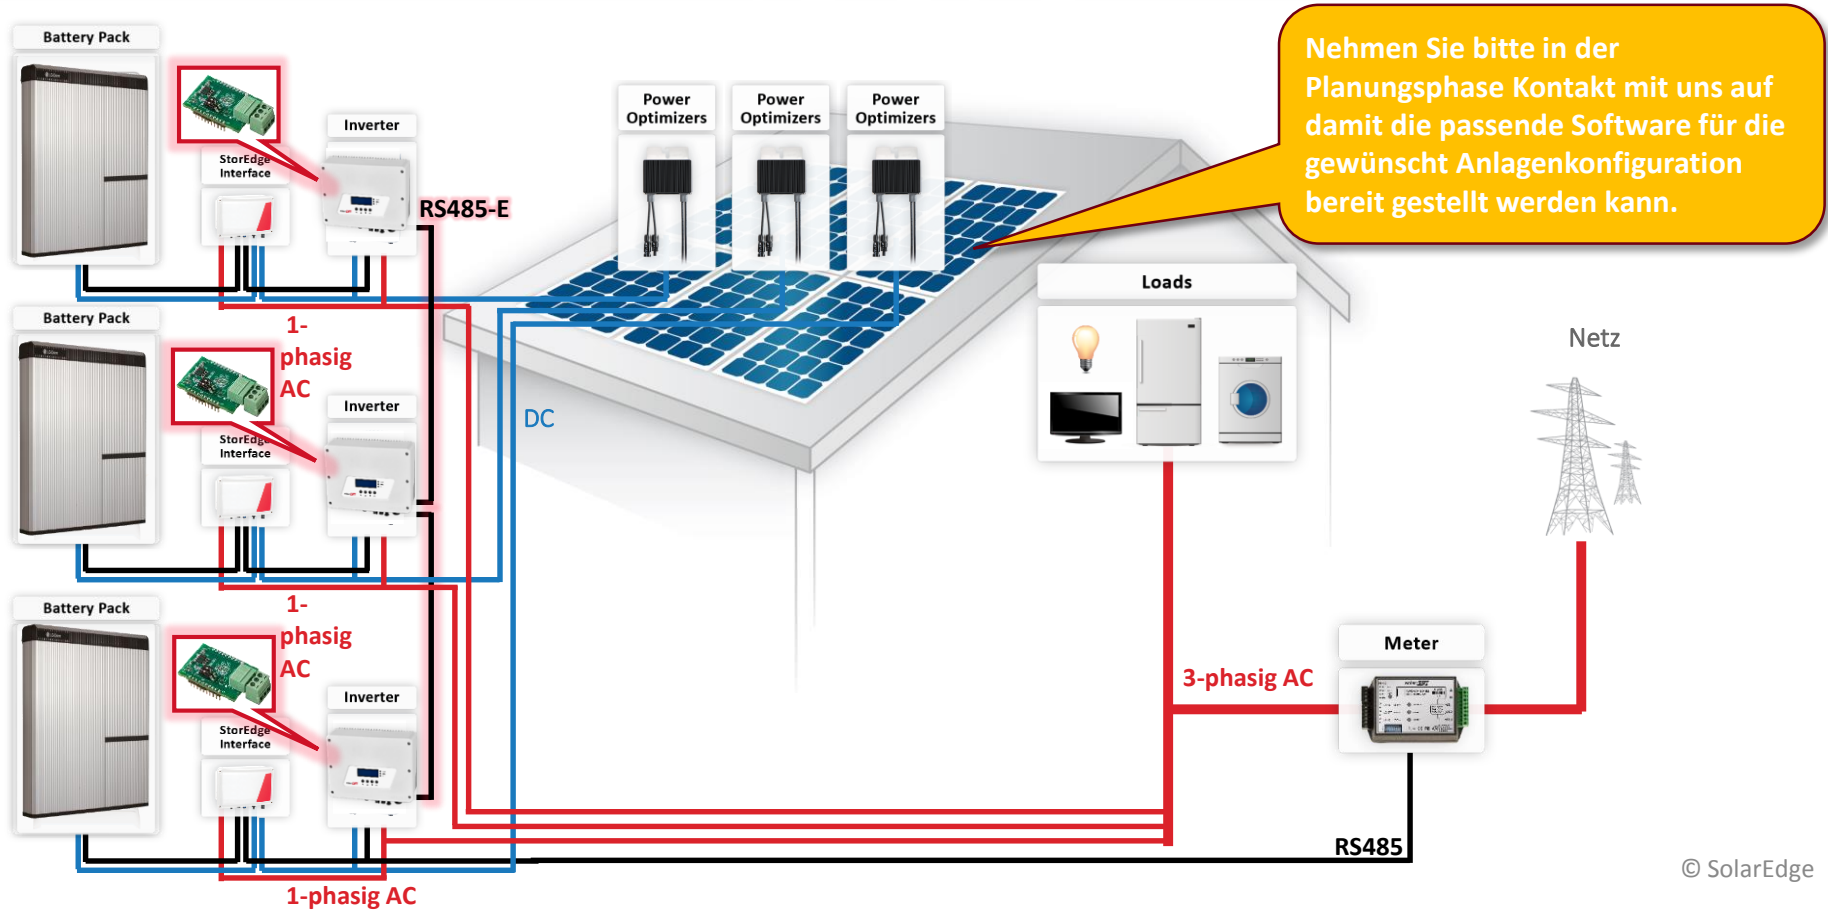 Battery Pack
Inverter
StorEdge
Interface
RS485-E
1-
phasig
AC
Battery Pack
Inverter
StorEdge
Interface
1-
phasig
AC
Battery Pack
Inverter
StorEdge
Interface
1-phasig AC
Power
Optimizers
Power
Optimizers
Power
Optimizers
DC
Nehmen Sie bitte in der
Planungsphase Kontakt mit uns auf
damit die passende Software für die
gewünscht Anlagenkonfiguration
bereit gestellt werden kann.
Loads
Netz
3-phasig AC
Meter
RS485
© SolarEdge